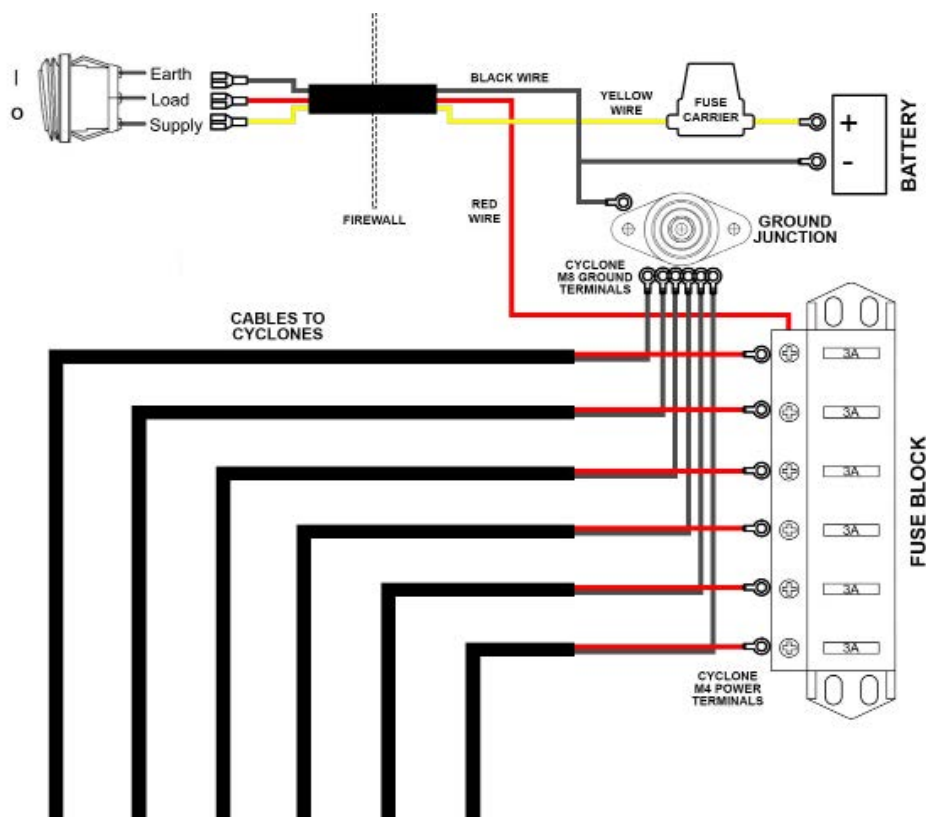 I
O
Earth
Load
Supply
BLACK WIRE
YELLOW
WIRE
FUSE
CARRIER
+
-
BATTERY
FIREWALL
RED
WIRE
GROUND
JUNCTION
CYCLONE
M8 GROUND
TERMINALS
CABLES TO
CYCLONES
3A
3A
3A
3A
3A
3A
FUSE BLOCK
CYCLONE
M4 POWER
TERMINALS